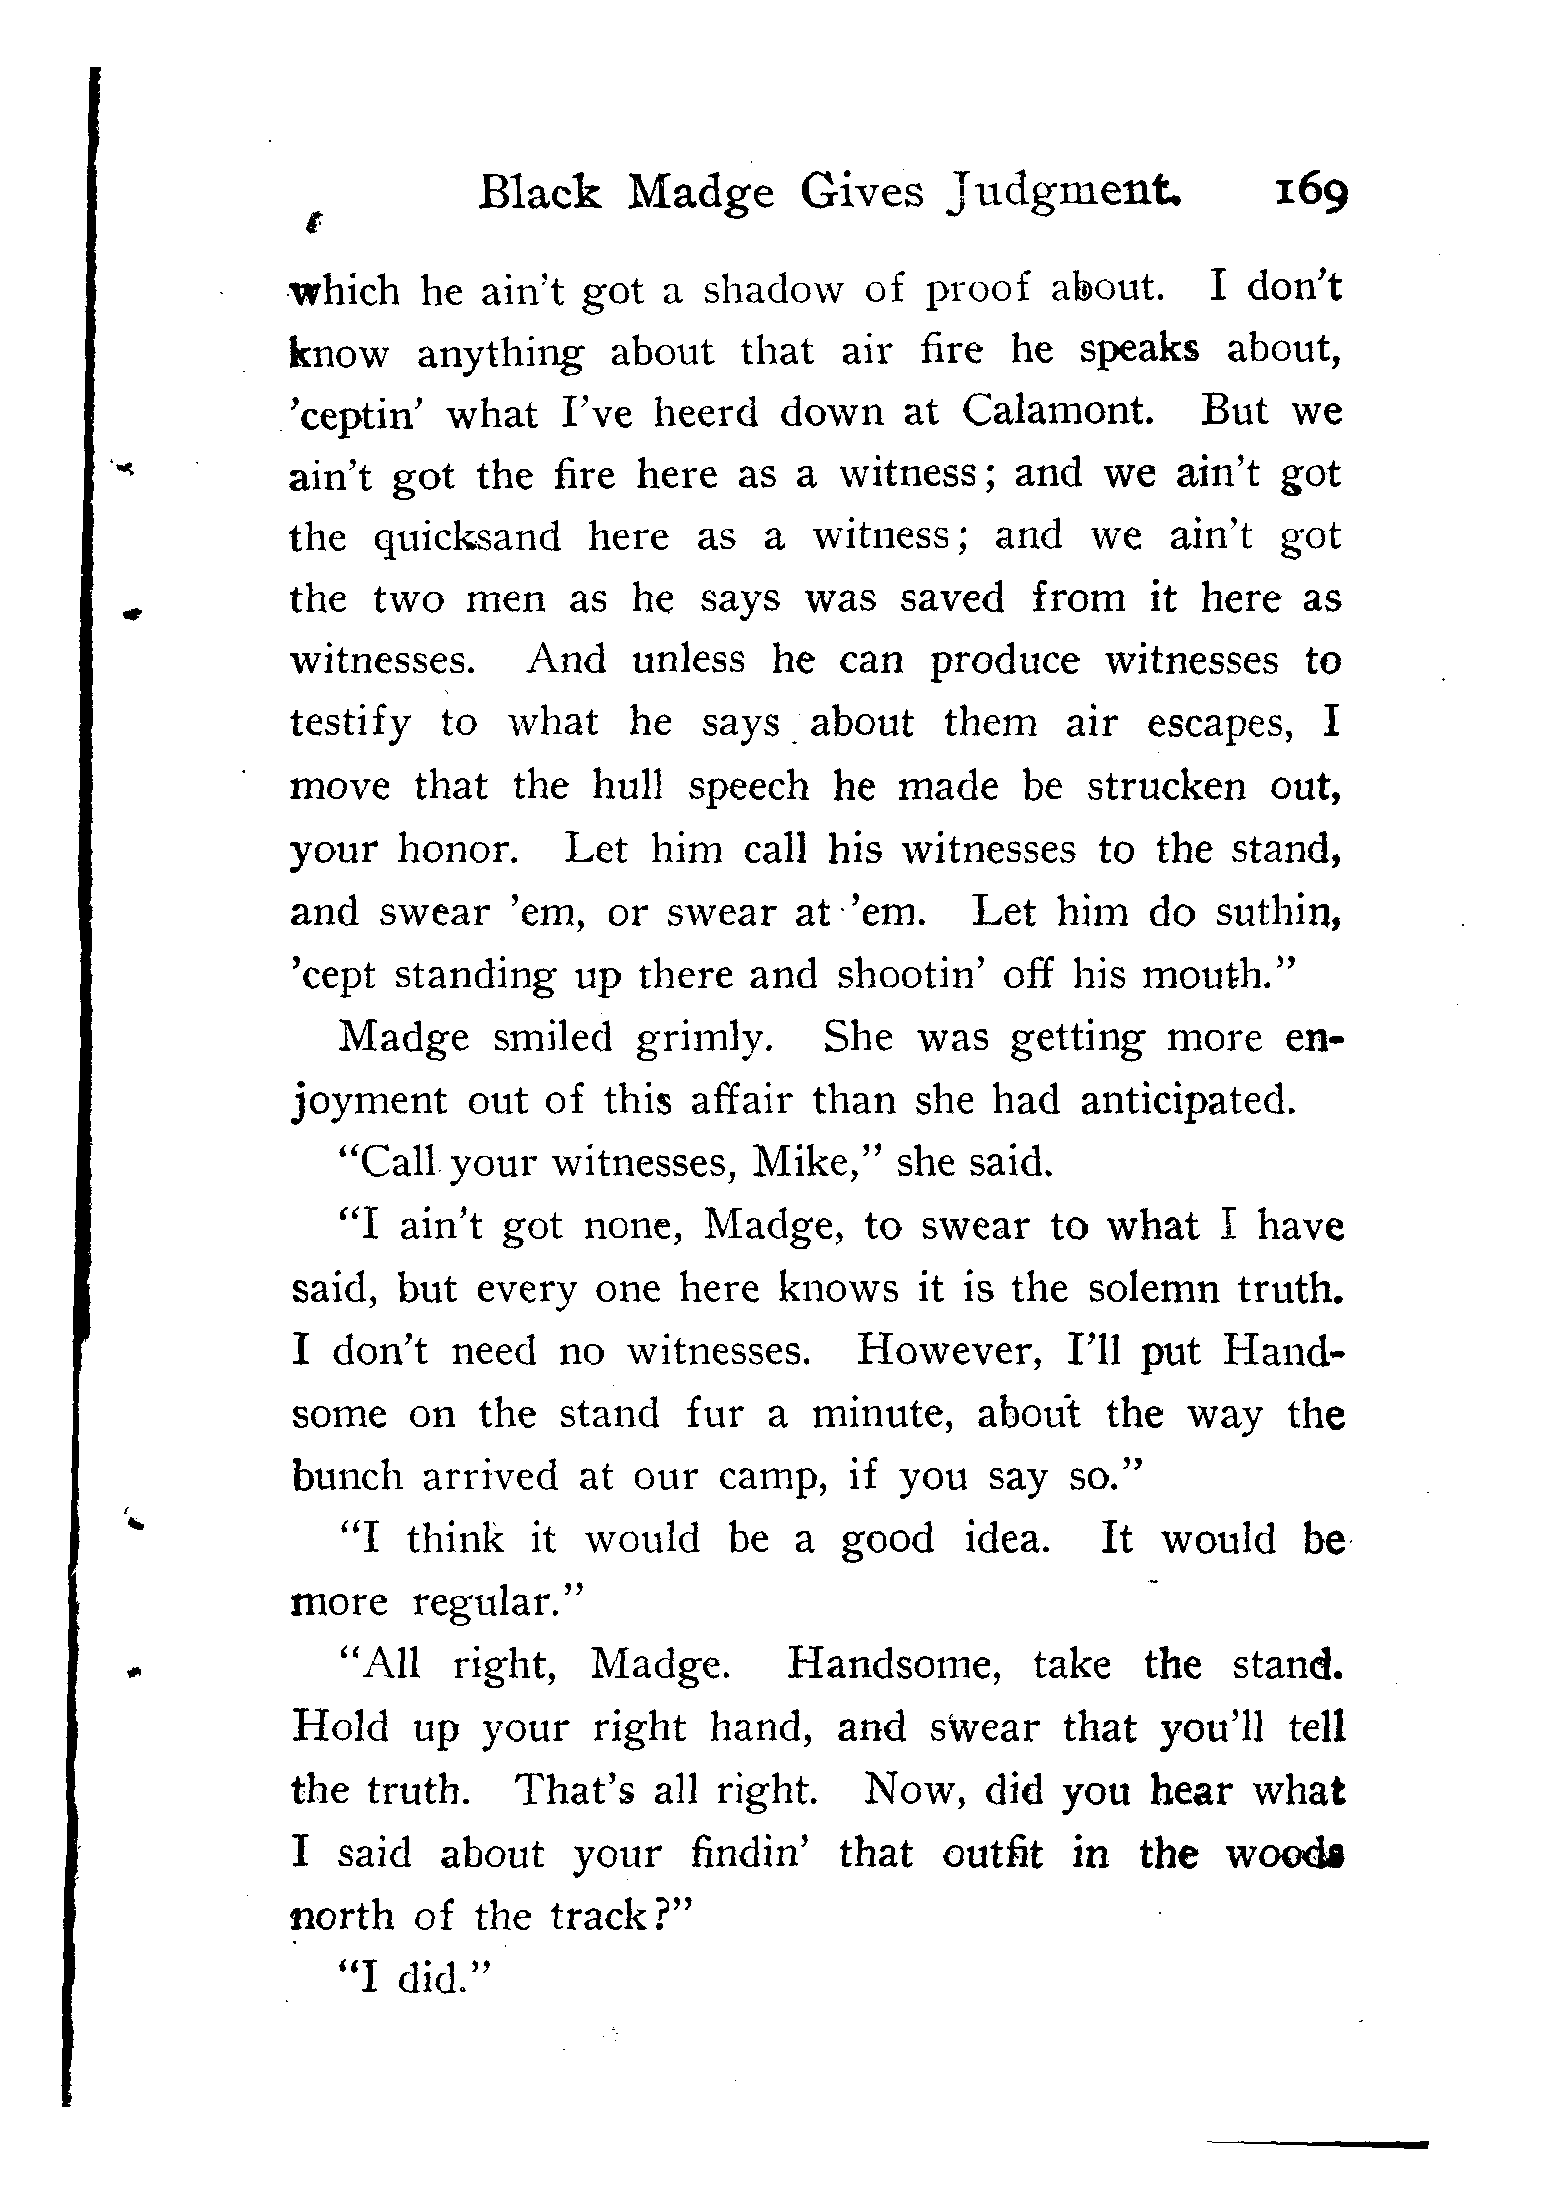 Black Madge Gives Judgment. 169
which he ain't got a shadow of proof about. I don't
know anything about that air fire he speaks about,
'ceptin' what I've heerd down at Calamont. But we
ain't got the fire here as a witness; and we ain't got
the quicksand here as a witness; and we ain't got
the two men as he says was saved from it here as
witnesses. And unless he can produce witnesses to
testify to what he says about them air escapes, I
move that the hull speech he made be strucken out,
your honor. Let him call his witnesses to the stand,
and swear 'em, or swear at 'em. Let him do suthin,
'cept standing up there and shootin' off his mouth."
Madge smiled grimly. She was getting more en-
joyment out of this affair than she had anticipated.
"Call your witnesses, Mike," she said.
"I ain't got none, Madge, to swear to what I have
said, but every one here knows it is the solemn truth.
I don't need no witnesses. However, I'll put Hand-
some on the stand fur a minute, about the way the
bunch arrived at our camp, if you say so."
"I think it would be a good idea. It would be
more regular."
"All right, Madge. Handsome, take the stand.
Hold up your right hand, and swear that you'll tell
the truth. That's all right. Now, did you hear what
I said about your findin' that outfit in the woods
north of the track?"
"I did."